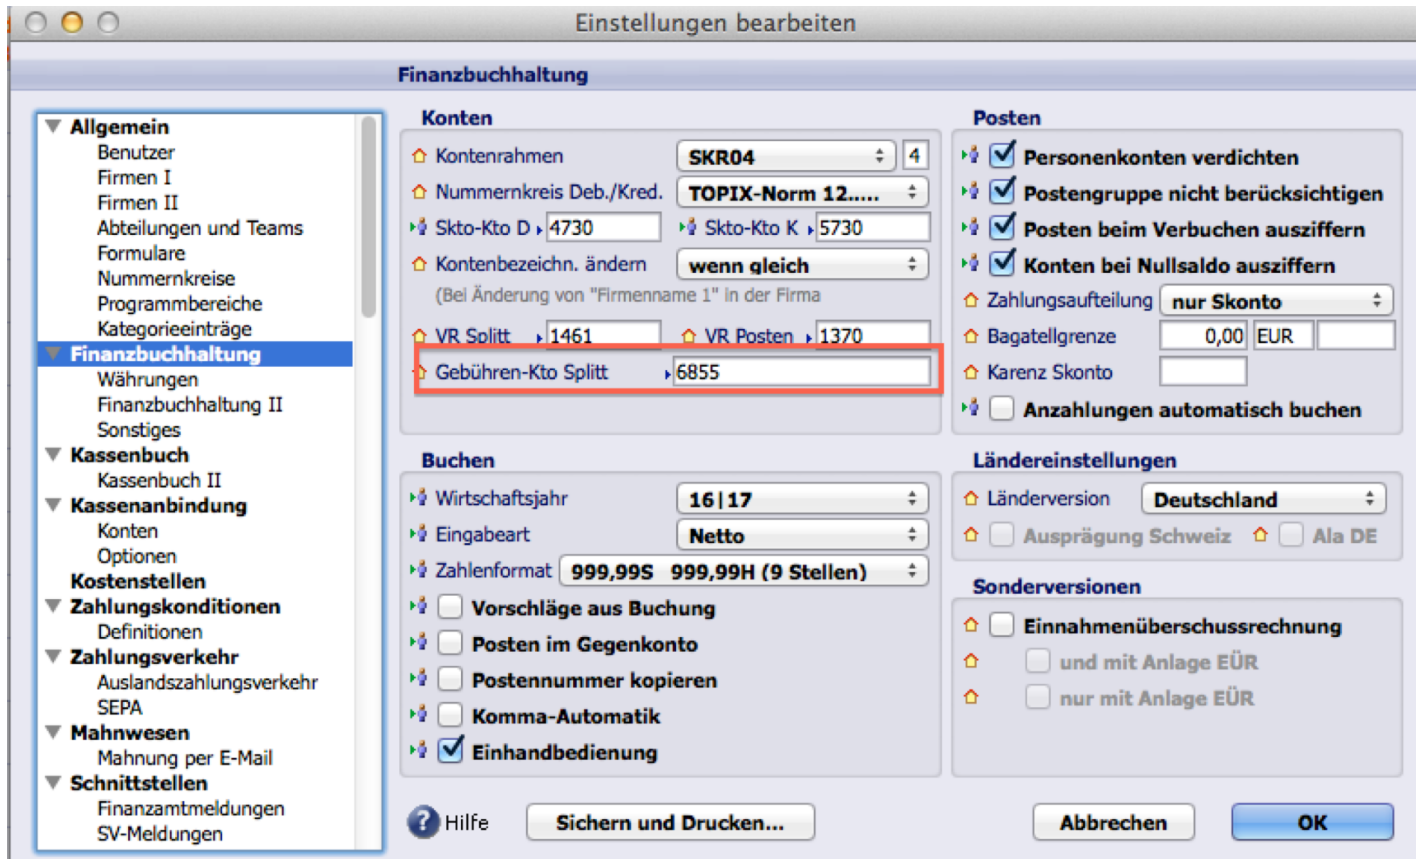 Einstellungen bearbeiten
Finanzbuchhaltung
Allgemein
Benutzer
Firmen I
Firmen II
Abteilungen und Teams
Formulare
Nummernkreise
Programmbereiche
Kategorieeinträge
Finanzbuchhaltung
Währungen
Finanzbuchhaltung II
Sonstiges
Kassenbuch
Kassenbuch II
Kassenanbindung
Konten
Optionen
Kostenstellen
Zahlungskonditionen
Definitionen
Zahlungsverkehr
Auslandszahlungsverkehr
SEPA
Mahnwesen
Mahnung per E-Mail
Schnittstellen
Finanzamtmeldungen
SV-Meldungen
Konten
Kontenrahmen SKR04 4
Nummernkreis Deb./Kred. TOPIX-Norm 12.....
Skto-Kto D 4730 Skto-Kto K 5730
Kontenbezeichn. ändern wenn gleich
(Bei Änderung von "Firmenname 1" in der Firma
VR Splitt 1461 VR Posten 1370
Gebühren-Kto Splitt 6855
Buchen
Wirtschaftsjahr 16|17
Eingabeart Netto
Zahlenformat 999,99S 999,99H (9 Stellen)
Vorschläge aus Buchung
Posten im Gegenkonto
Postennummer kopieren
Komma-Automatik
Einhandbedienung
Posten
Personenkonten verdichten
Postengruppe nicht berücksichtigen
Posten beim Verbuchen ausziffern
Konten bei Nullsaldo ausziffern
Zahlungsaufteilung nur Skonto
Bagatellgrenze 0,00 EUR
Karenz Skonto
Anzahlungen automatisch buchen
Ländereinstellungen
Länderversion Deutschland
Ausprägung Schweiz Ala DE
Sonderversionen
Einnahmenüberschussrechnung
und mit Anlage EÜR
nur mit Anlage EÜR
? Hilfe Sichern und Drucken... Abbrechen OK